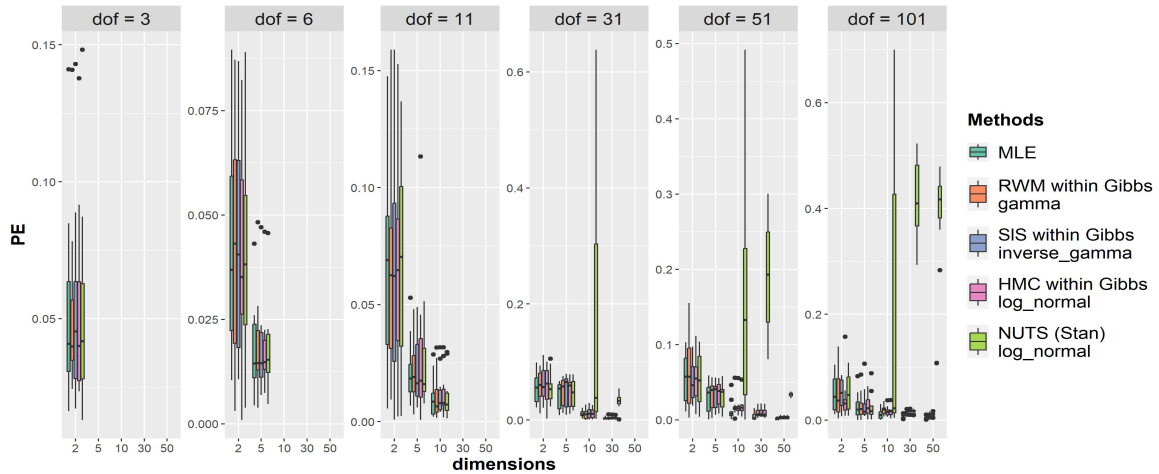 dof = 3 dof = 6 dof = 11 dof = 31 dof = 51 dof = 101
PE
0.15
0.10
0.05
2 5 10 30 50
0.075
0.050
0.025
0.000
2 5 10 30 50
0.15
0.10
0.05
0.00
2 5 10 30 50
0.6
0.4
0.2
0.0
2 5 10 30 50
0.5
0.4
0.3
0.2
0.1
0.0
2 5 10 30 50
0.6
0.4
0.2
0.0
2 5 10 30 50
dimensions
Methods
MLE
RWM within Gibbs
gamma
SIS within Gibbs
inverse_gamma
HMC within Gibbs
log_normal
NUTS (Stan)
log_normal